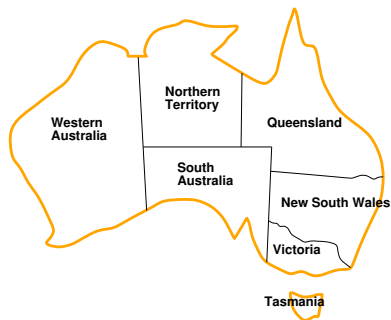 Northern
Territory
Western
Australia
Queensland
South
Australia
New South Wales
Victoria
Tasmania